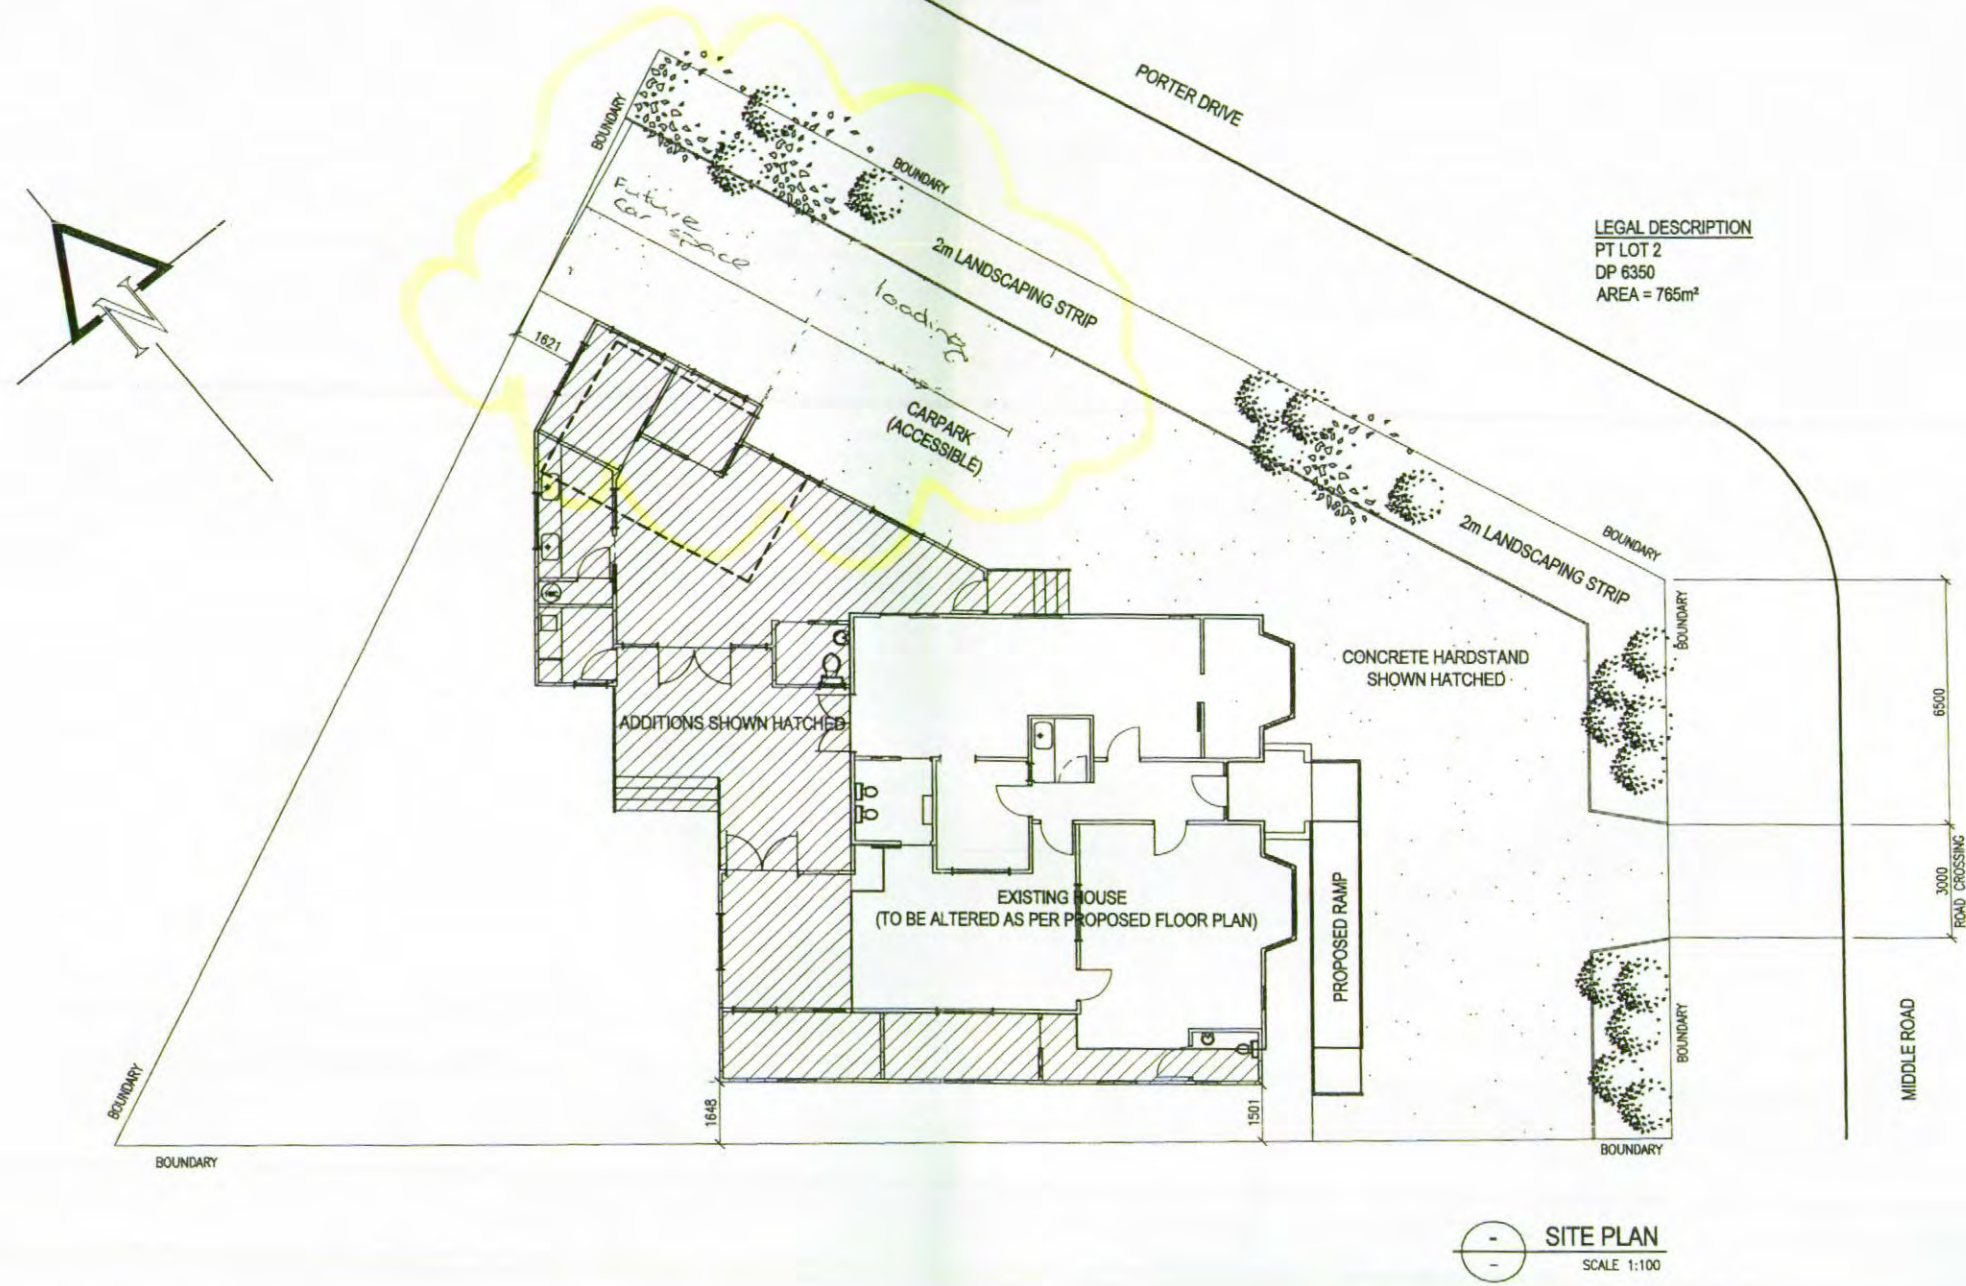 PORTER DRIVE
BOUNDARY
BOUNDARY
LEGAL DESCRIPTION
PT LOT 2
DP 6350
AREA = 765m²
Future
Car
space
2m LANDSCAPING STRIP
loading
N
1621
CARPARK
(ACCESSIBLE)
2m LANDSCAPING STRIP
BOUNDARY
HWC
BOUNDARY
CONCRETE HARDSTAND
SHOWN HATCHED
6500
ADDITIONS SHOWN HATCHED
EXISTING HOUSE
(TO BE ALTERED AS PER PROPOSED FLOOR PLAN)
PROPOSED RAMP
3000
ROAD CROSSING
BOUNDARY
MIDDLE ROAD
BOUNDARY
1648
1501
BOUNDARY
BOUNDARY
SITE PLAN
SCALE 1:100